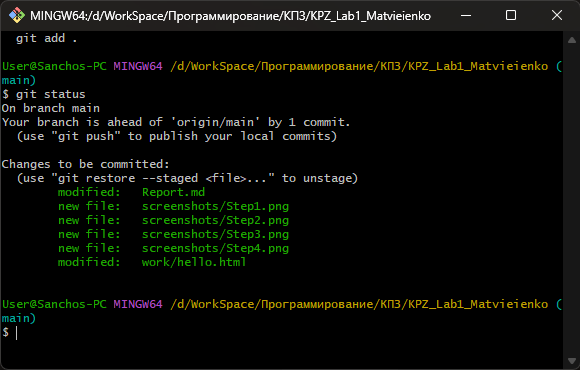 MINGW64:/d/WorkSpace/Программирование/КПЗ/KPZ_Lab1_Matvieienko
git add .
User@Sanchos-PC MINGW64 /d/WorkSpace/Программирование/КПЗ/KPZ_Lab1_Matvieienko (
main)
$ git status
On branch main
Your branch is ahead of 'origin/main' by 1 commit.
(use "git push" to publish your local commits)
Changes to be committed:
(use "git restore --staged <file>..." to unstage)
modified:   Report.md
new file:   screenshots/Step1.png
new file:   screenshots/Step2.png
new file:   screenshots/Step3.png
new file:   screenshots/Step4.png
modified:   work/hello.html
User@Sanchos-PC MINGW64 /d/WorkSpace/Программирование/КПЗ/KPZ_Lab1_Matvieienko (
main)
$